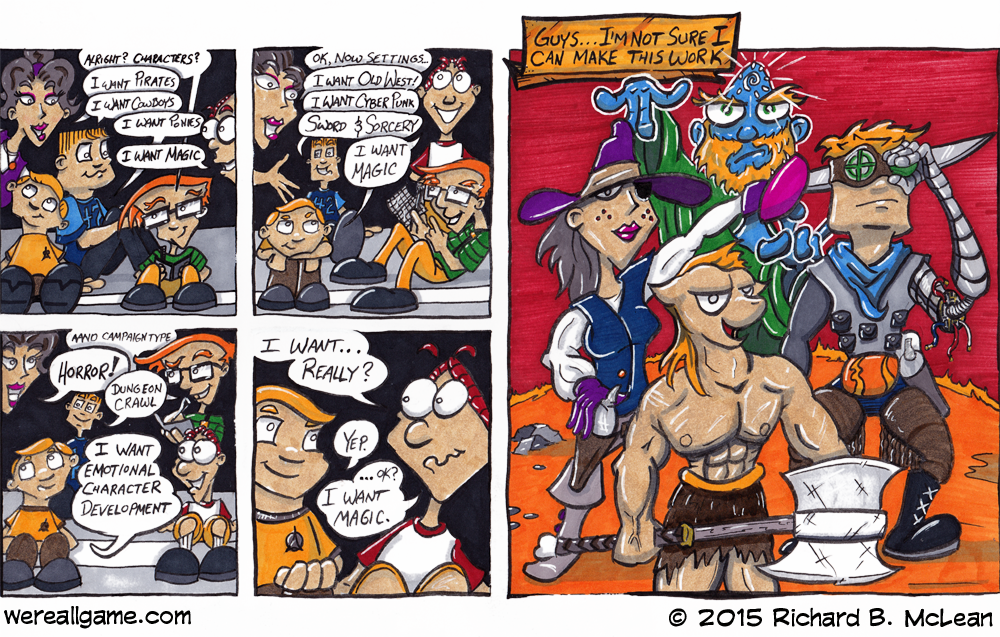 ALRIGHT? CHARACTERS?
I WANT PIRATES
I WANT COWBOYS
I WANT PONIES
I WANT MAGIC
42
OK, NOW SETTINGS..
I WANT OLD WEST!
I WANT CYBER PUNK
SWORD & SORCERY
I WANT
MAGIC
42
AAND CAMPAIGN TYPE
HORROR!
DUNGEON
CRAWL
I WANT
EMOTIONAL
CHARACTER
DEVELOPMENT
I WANT...
REALLY?
YEP.
...OK?
I WANT
MAGIC.
GUYS...I'M NOT SURE I
CAN MAKE THIS WORK.
wereallgame.com
© 2015 Richard B. McLean